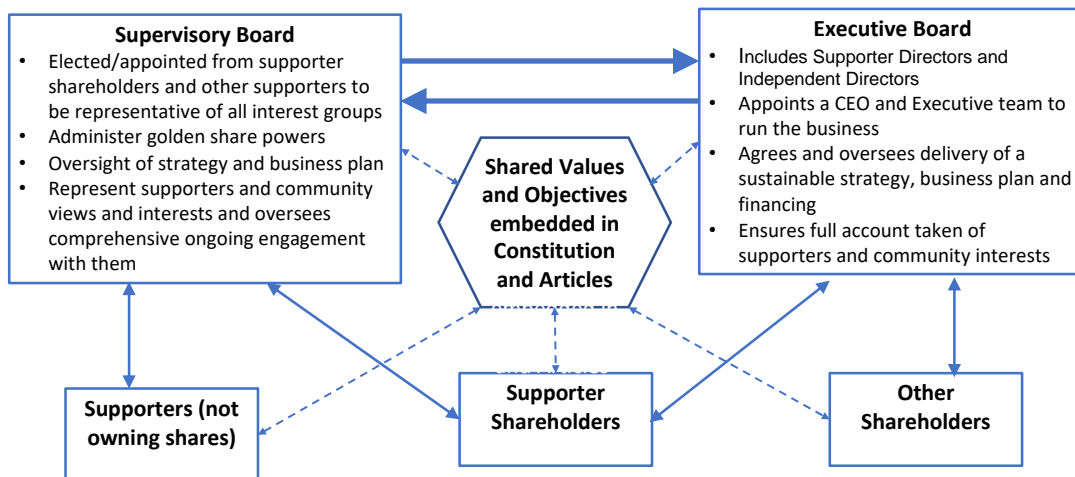 Supervisory Board
• Elected/appointed from supporter
shareholders and other supporters to
be representative of all interest groups
• Administer golden share powers
• Oversight of strategy and business plan
• Represent supporters and community
views and interests and oversees
comprehensive ongoing engagement
with them
Executive Board
• Includes Supporter Directors and
Independent Directors
• Appoints a CEO and Executive team to
run the business
• Agrees and oversees delivery of a
sustainable strategy, business plan and
financing
• Ensures full account taken of
supporters and community interests
Shared Values
and Objectives
embedded in
Constitution
and Articles
Supporters (not
owning shares)
Supporter
Shareholders
Other
Shareholders